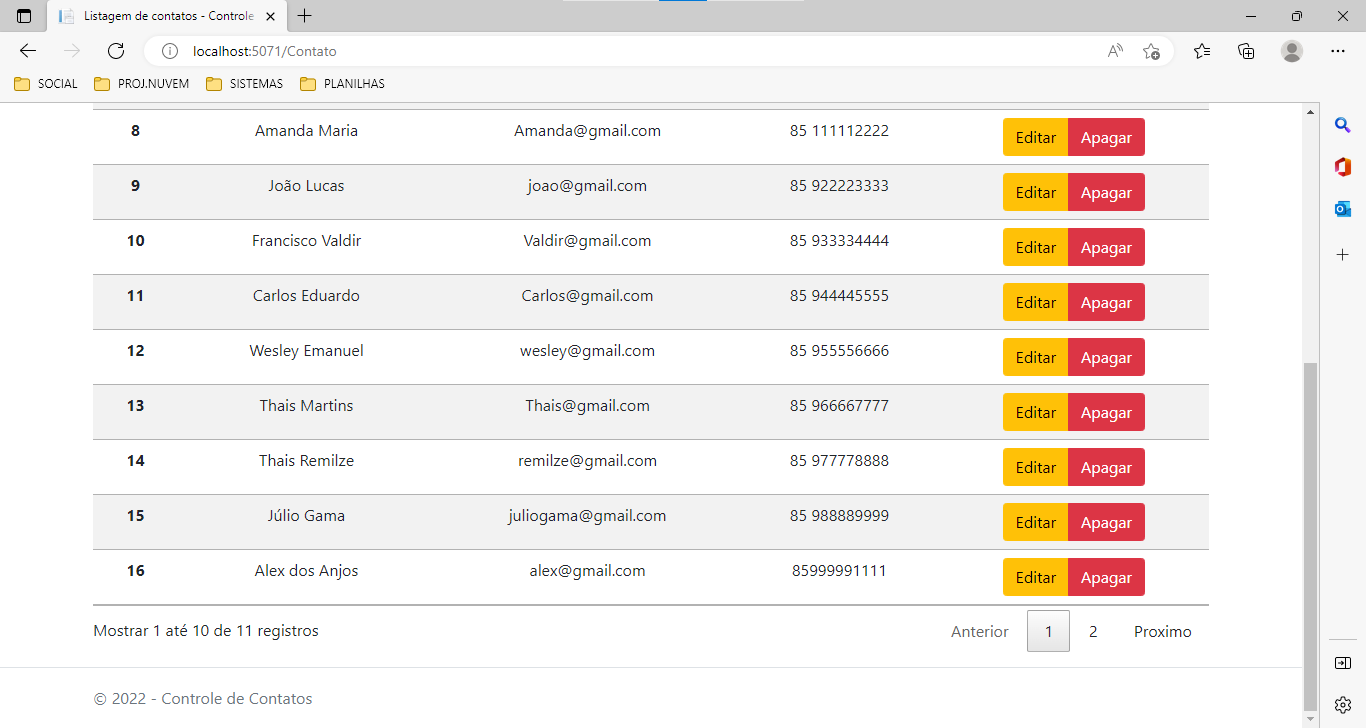 Listagem de contatos - Controle
localhost:5071/Contato
SOCIAL PROJ.NUVEM SISTEMAS PLANILHAS
8 Amanda Maria Amanda@gmail.com 85 111112222 Editar Apagar
9 João Lucas joao@gmail.com 85 922223333 Editar Apagar
10 Francisco Valdir Valdir@gmail.com 85 933334444 Editar Apagar
11 Carlos Eduardo Carlos@gmail.com 85 944445555 Editar Apagar
12 Wesley Emanuel wesley@gmail.com 85 955556666 Editar Apagar
13 Thais Martins Thais@gmail.com 85 966667777 Editar Apagar
14 Thais Remilze remilze@gmail.com 85 977778888 Editar Apagar
15 Júlio Gama juliogama@gmail.com 85 988889999 Editar Apagar
16 Alex dos Anjos alex@gmail.com 85999991111 Editar Apagar
Mostrar 1 até 10 de 11 registros Anterior 1 2 Proximo
© 2022 - Controle de Contatos